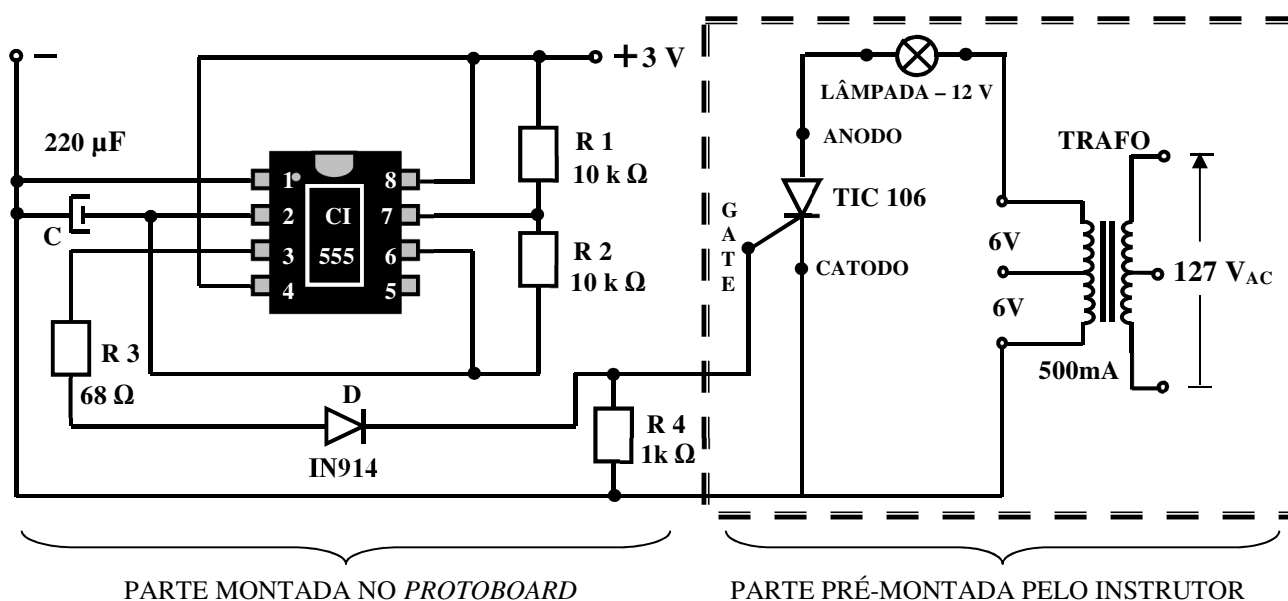 −
+ 3 V
220 µF
C
1
2
3
4
CI
555
8
7
6
5
R 1
10 k Ω
R 2
10 k Ω
R 3
68 Ω
D
IN914
R 4
1k Ω
LÂMPADA – 12 V
ANODO
TIC 106
GATE
CATODO
TRAFO
6V
6V
500mA
127 VAC
PARTE MONTADA NO PROTOBOARD
PARTE PRÉ-MONTADA PELO INSTRUTOR